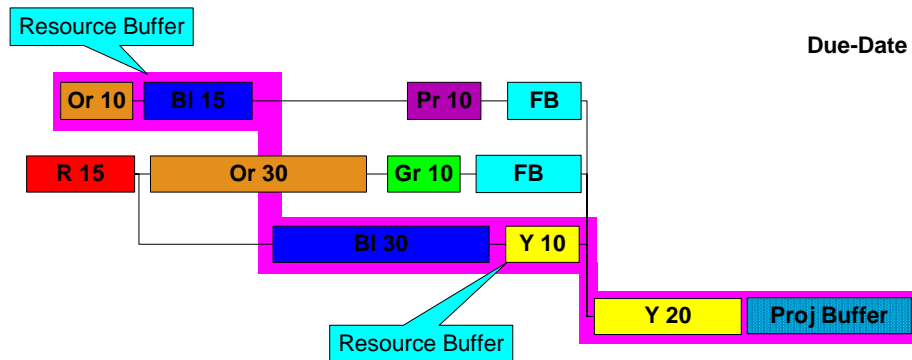 Resource Buffer
Due-Date
Or 10
Bl 15
Pr 10
FB
R 15
Or 30
Gr 10
FB
Bl 30
Y 10
Y 20
Proj Buffer
Resource Buffer